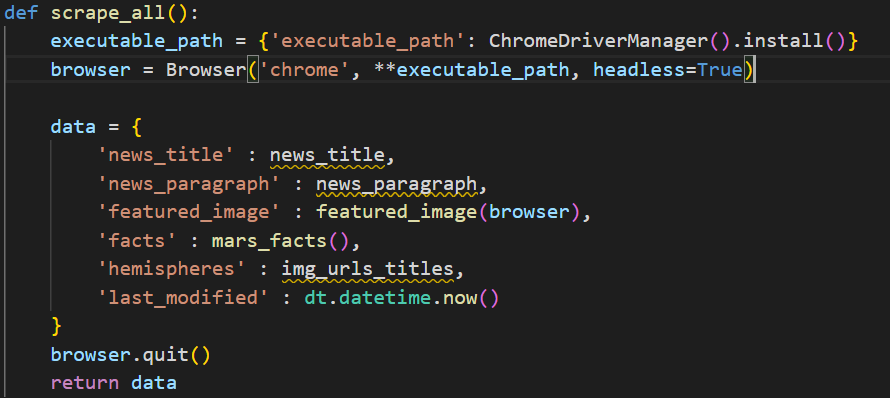 def scrape_all():
    executable_path = {'executable_path': ChromeDriverManager().install()}
    browser = Browser('chrome', **executable_path, headless=True)

    data = {
        'news_title' : news_title,
        'news_paragraph' : news_paragraph,
        'featured_image' : featured_image(browser),
        'facts' : mars_facts(),
        'hemispheres' : img_urls_titles,
        'last_modified' : dt.datetime.now()
    }
    browser.quit()
    return data